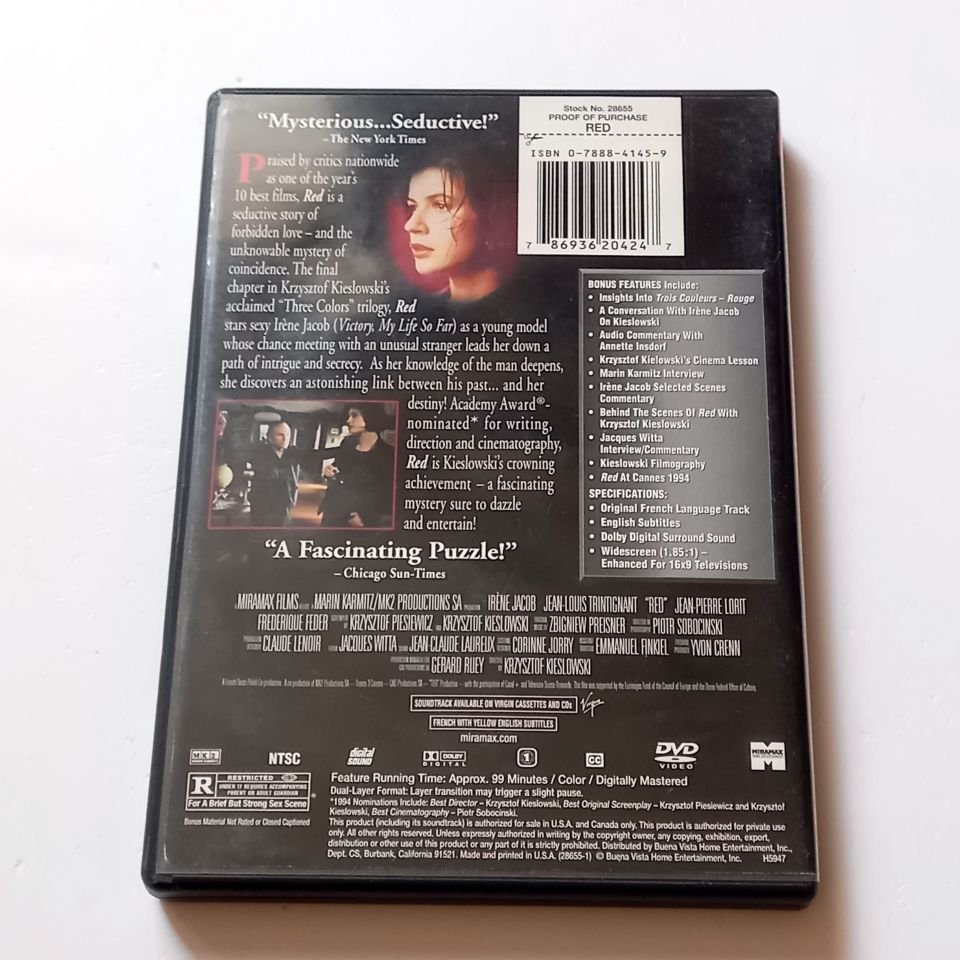 “Mysterious...Seductive!”
– The New York Times
Praised by critics nationwide
as one of the year's
10 best films, Red is a
seductive story of
forbidden love – and the
unknowable mystery of
coincidence. The final
chapter in Krzysztof Kieslowski's
acclaimed “Three Colors” trilogy, Red
stars sexy Irène Jacob (Victory, My Life So Far) as a young model
whose chance meeting with an unusual stranger leads her down a
path of intrigue and secrecy. As her knowledge of the man deepens,
she discovers an astonishing link between his past... and her
destiny! Academy Award®-
nominated* for writing,
direction and cinematography,
Red is Kieslowski's crowning
achievement – a fascinating
mystery sure to dazzle
and entertain!
“A Fascinating Puzzle!”
– Chicago Sun-Times
Stock No. 28655
PROOF OF PURCHASE
RED
ISBN 0-7888-4145-9
7 86936 20424 7
BONUS FEATURES Include:
• Insights Into Trois Couleurs – Rouge
• A Conversation With Irène Jacob
On Kieslowski
• Audio Commentary With
Annette Insdorf
• Krzysztof Kielowski's Cinema Lesson
• Marin Karmitz Interview
• Irène Jacob Selected Scenes
Commentary
• Behind The Scenes Of Red With
Krzysztof Kieslowski
• Jacques Witta
Interview/Commentary
• Kieslowski Filmography
• Red At Cannes 1994
SPECIFICATIONS:
• Original French Language Track
• English Subtitles
• Dolby Digital Surround Sound
• Widescreen (1.85:1) –
Enhanced For 16x9 Televisions
MIRAMAX FILMS MARIN KARMITZ/MK2 PRODUCTIONS SA IRÈNE JACOB JEAN-LOUIS TRINTIGNANT “RED” JEAN-PIERRE LORIT
FREDERIQUE FEDER KRZYSZTOF PIESIEWICZ KRZYSZTOF KIESLOWSKI ZBIGNIEW PREISNER PIOTR SOBOCINSKI
CLAUDE LENOIR JACQUES WITTA JEAN-CLAUDE LAUREUX CORINNE JORRY EMMANUEL FINKIEL YVON CRENN
GERARD RUEY KRZYSZTOF KIESLOWSKI
SOUNDTRACK AVAILABLE ON VIRGIN CASSETTES AND CDs Virgin
FRENCH WITH YELLOW ENGLISH SUBTITLES
miramax.com
MK2 NTSC digital SOUND DOLBY DIGITAL 1 CC DVD VIDEO MIRAMAX
R RESTRICTED
UNDER 17 REQUIRES ACCOMPANYING
PARENT OR ADULT GUARDIAN
For A Brief But Strong Sex Scene
Bonus Material Not Rated or Closed Captioned
Feature Running Time: Approx. 99 Minutes / Color / Digitally Mastered
Dual-Layer Format: Layer transition may trigger a slight pause.
*1994 Nominations Include: Best Director – Krzysztof Kieslowski, Best Original Screenplay – Krzysztof Piesiewicz and Krzysztof
Kieslowski, Best Cinematography – Piotr Sobocinski.
This product (including its soundtrack) is authorized for sale in U.S.A. and Canada only. This product is authorized for private use
only. All other rights reserved. Unless expressly authorized in writing by the copyright owner, any copying, exhibition, export,
distribution or other use of this product or any part of it is strictly prohibited. Distributed by Buena Vista Home Entertainment, Inc.,
Dept. CS, Burbank, California 91521. Made and printed in U.S.A. (28655-1) © Buena Vista Home Entertainment, Inc. H5947